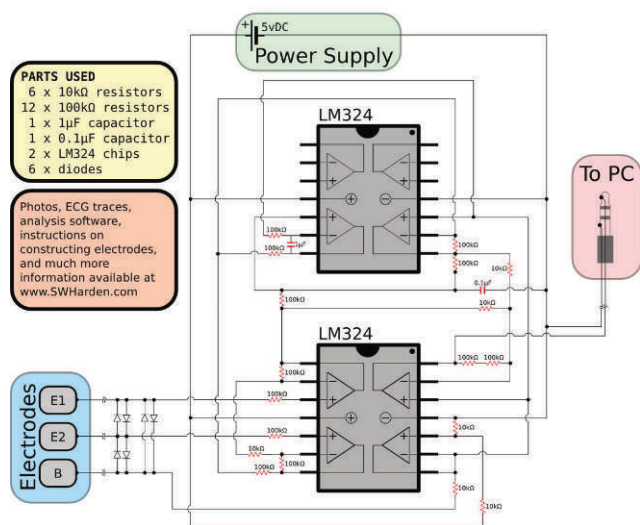 5vDC
Power Supply
PARTS USED
6 x 10kΩ resistors
12 x 100kΩ resistors
1 x 1µF capacitor
1 x 0.1µF capacitor
2 x LM324 chips
6 x diodes
Photos, ECG traces,
analysis software,
instructions on
constructing electrodes,
and much more
information available at
www.SWHarden.com
LM324
To PC
100kΩ
1µF
100kΩ
100kΩ
100kΩ
10kΩ
0.1µF
100kΩ
10kΩ
LM324
100kΩ
100kΩ
100kΩ
Electrodes
E1
E2
B
100kΩ
100kΩ
10kΩ
10kΩ
100kΩ
100kΩ
10kΩ
10kΩ